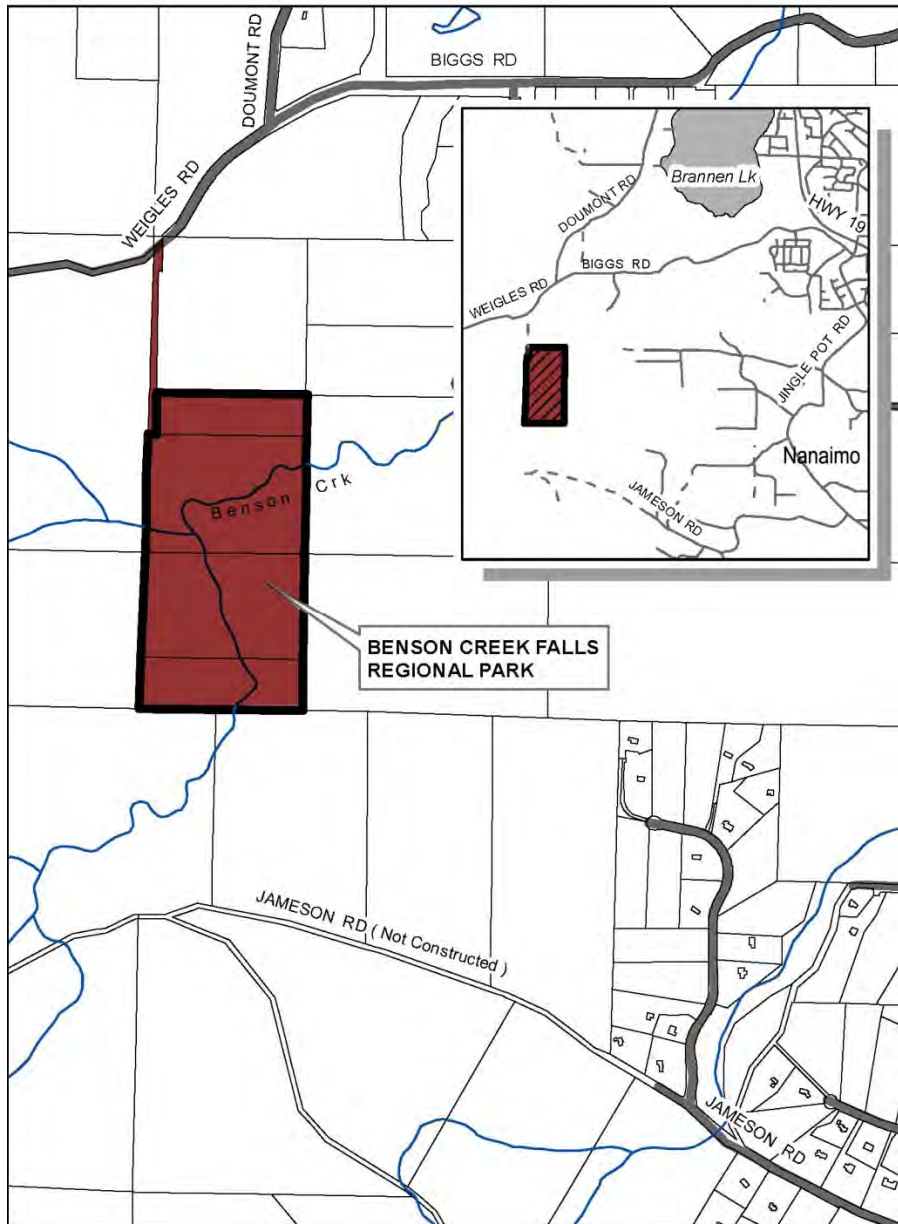 DOUMONT RD
BIGGS RD
WEIGLES RD
Brannen Lk
DOUMONT RD
HWY 19
BIGGS RD
WEIGLES RD
JINGLE POT RD
Nanaimo
JAMESON RD
Benson Crk
BENSON CREEK FALLS
REGIONAL PARK
JAMESON RD ( Not Constructed )
JAMESON RD